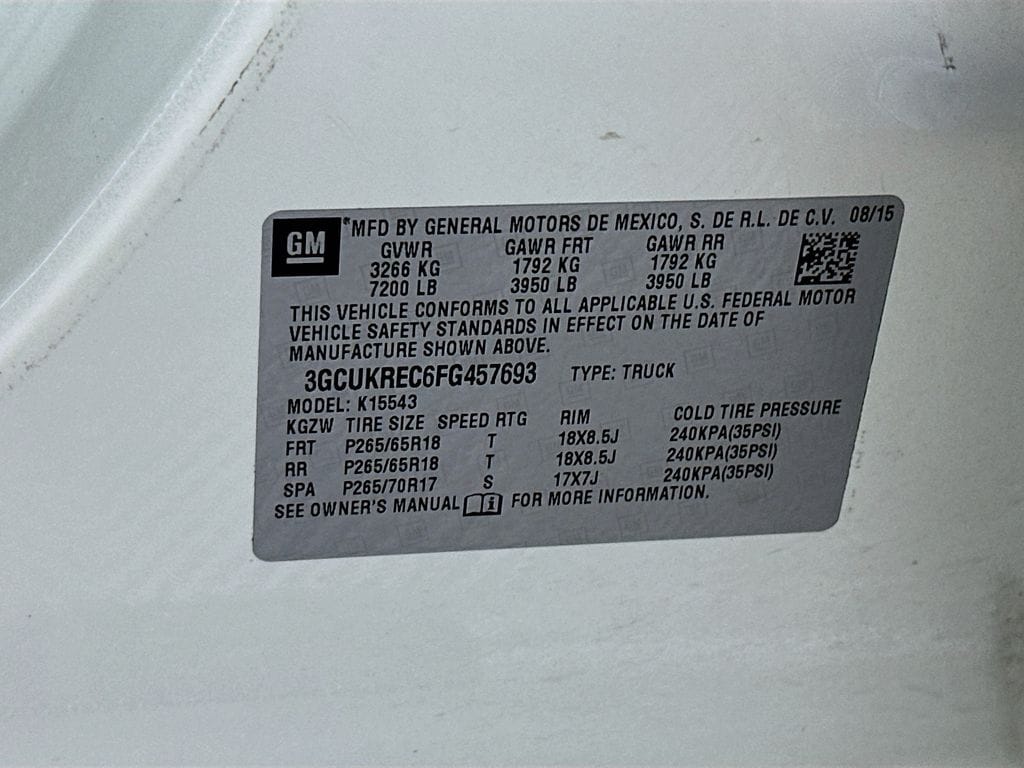 GM *MFD BY GENERAL MOTORS DE MEXICO, S. DE R.L. DE C.V. 08/15
GVWR GAWR FRT GAWR RR
3266 KG 1792 KG 1792 KG
7200 LB 3950 LB 3950 LB
THIS VEHICLE CONFORMS TO ALL APPLICABLE U.S. FEDERAL MOTOR
VEHICLE SAFETY STANDARDS IN EFFECT ON THE DATE OF
MANUFACTURE SHOWN ABOVE.
3GCUKREC6FG457693 TYPE: TRUCK
MODEL: K15543
KGZW TIRE SIZE SPEED RTG RIM COLD TIRE PRESSURE
FRT P265/65R18 T 18X8.5J 240KPA(35PSI)
RR P265/65R18 T 18X8.5J 240KPA(35PSI)
SPA P265/70R17 S 17X7J 240KPA(35PSI)
SEE OWNER'S MANUAL FOR MORE INFORMATION.